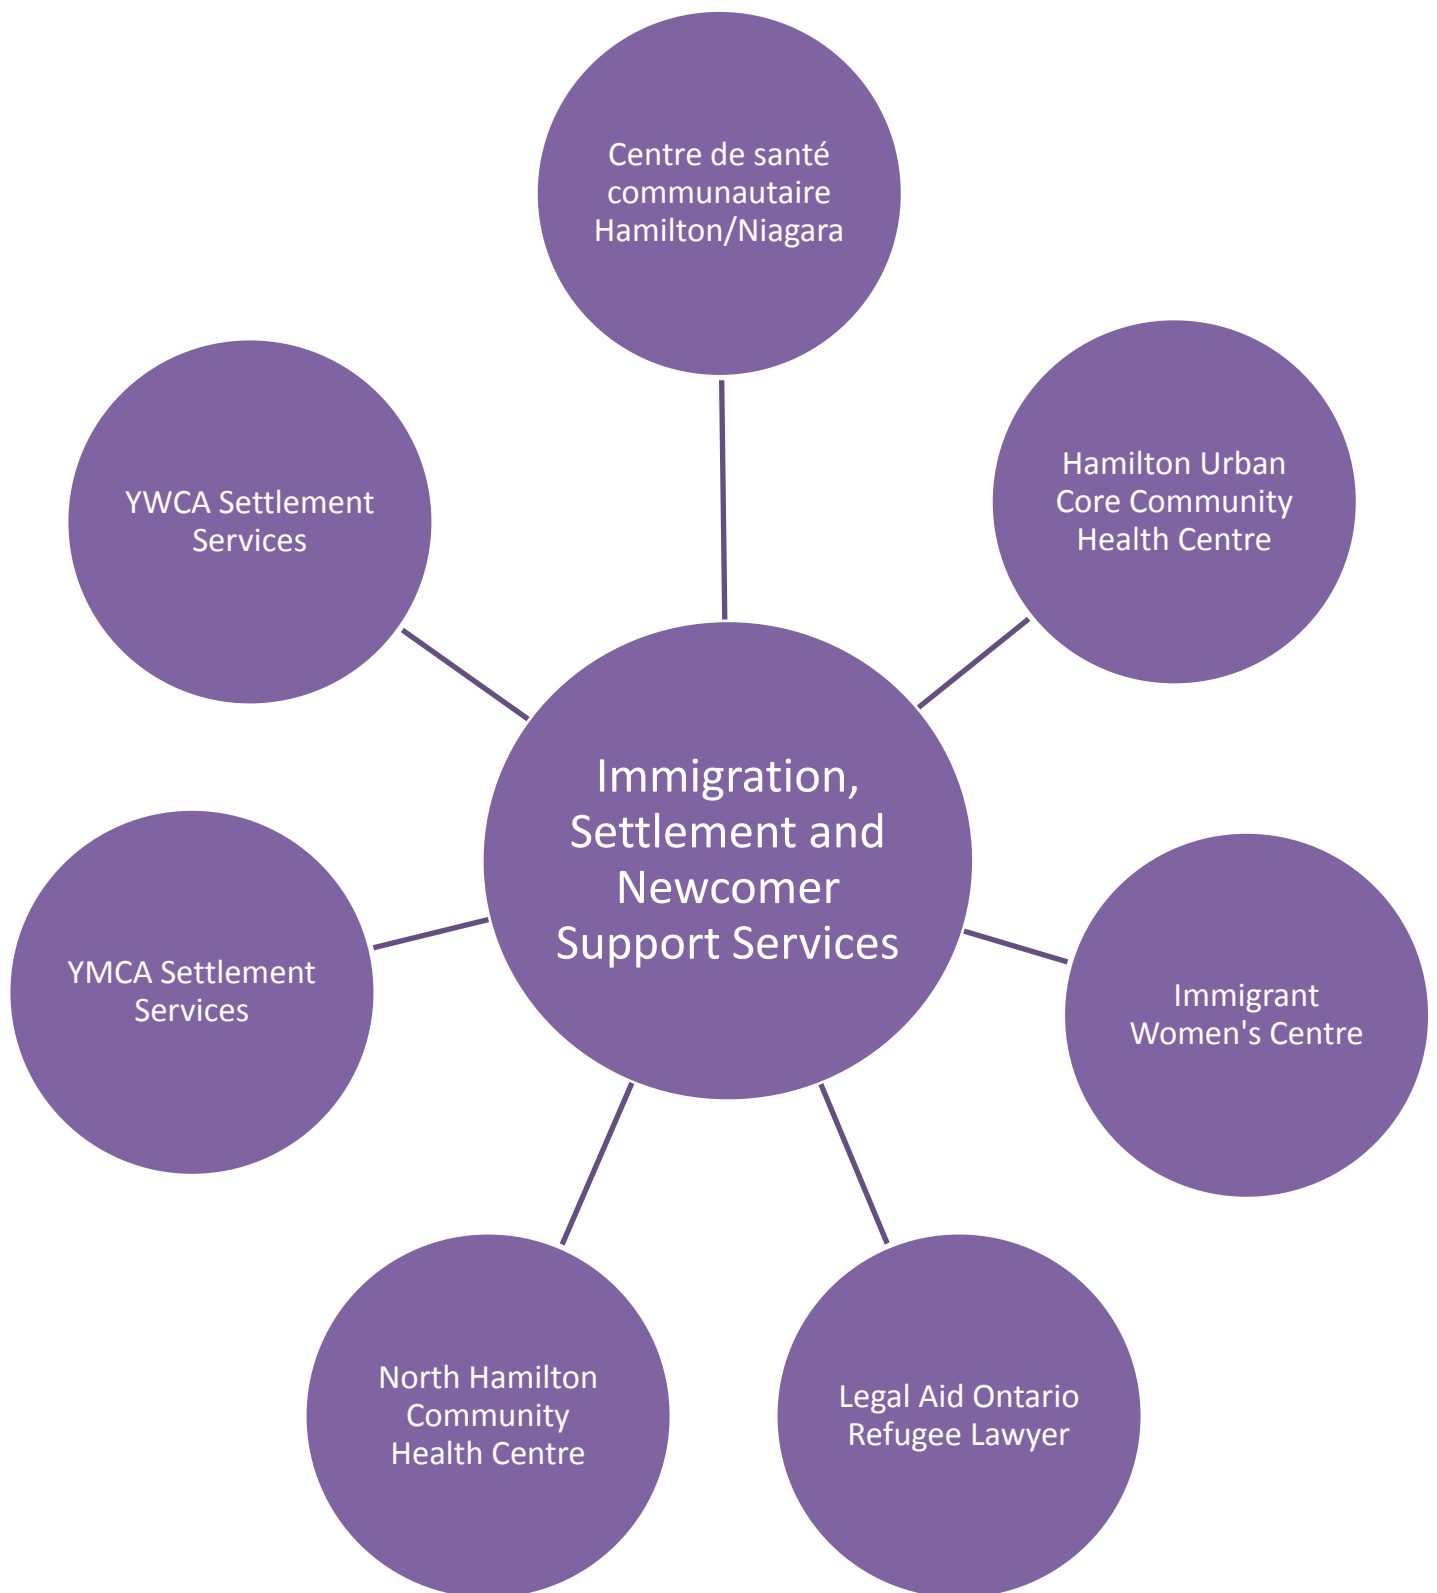 Centre de santé
communautaire
Hamilton/Niagara
Hamilton Urban
Core Community
Health Centre
YWCA Settlement
Services
Immigration,
Settlement and
Newcomer
Support Services
Immigrant
Women's Centre
YMCA Settlement
Services
Legal Aid Ontario
Refugee Lawyer
North Hamilton
Community
Health Centre